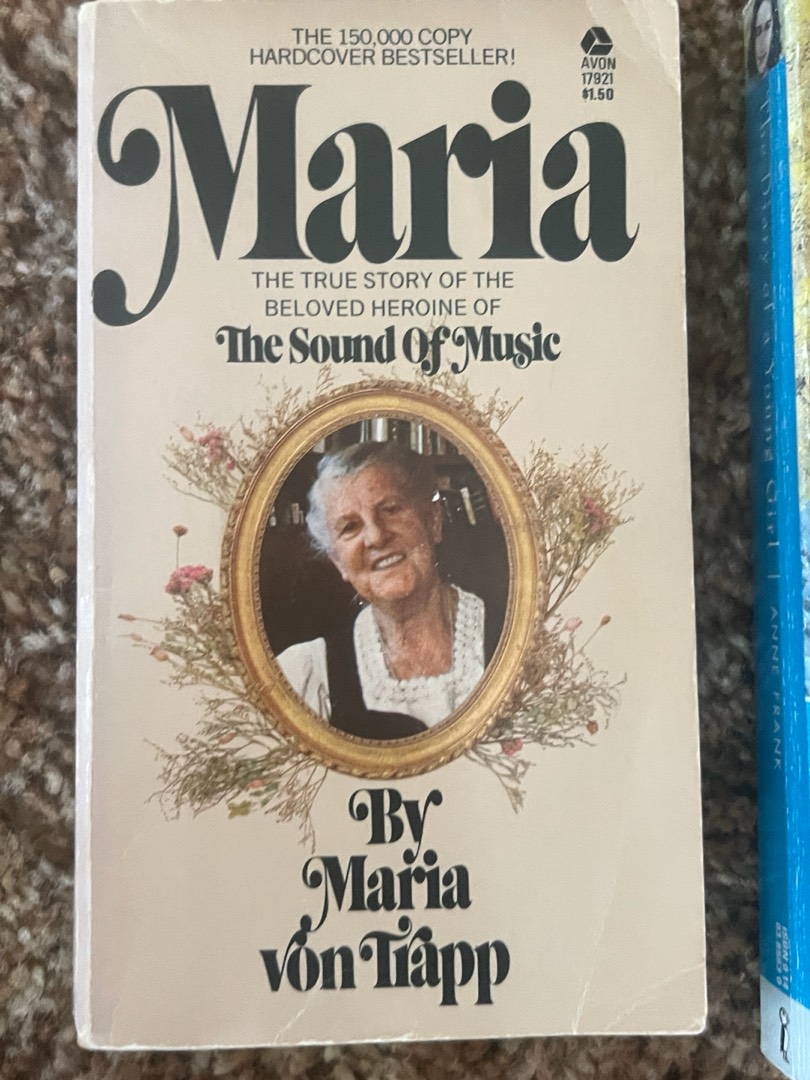 THE 150,000 COPY
HARDCOVER BESTSELLER!
AVON
17921
$1.50
Maria
THE TRUE STORY OF THE
BELOVED HEROINE OF
The Sound Of Music
By
Maria
von Trapp
The Diary of a Young Girl | ANNE FRANK